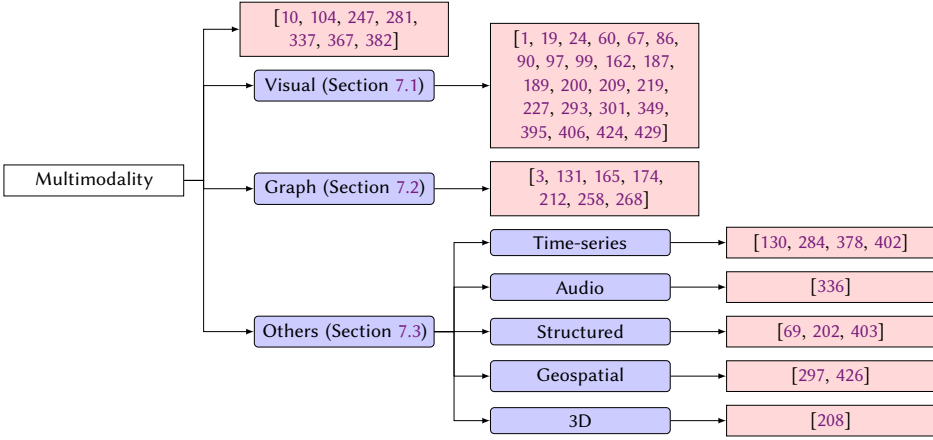 [10, 104, 247, 281,
337, 367, 382]
Visual (Section 7.1)
[1, 19, 24, 60, 67, 86,
90, 97, 99, 162, 187,
189, 200, 209, 219,
227, 293, 301, 349,
395, 406, 424, 429]
Multimodality
Graph (Section 7.2)
[3, 131, 165, 174,
212, 258, 268]
Others (Section 7.3)
Time-series
[130, 284, 378, 402]
Audio
[336]
Structured
[69, 202, 403]
Geospatial
[297, 426]
3D
[208]